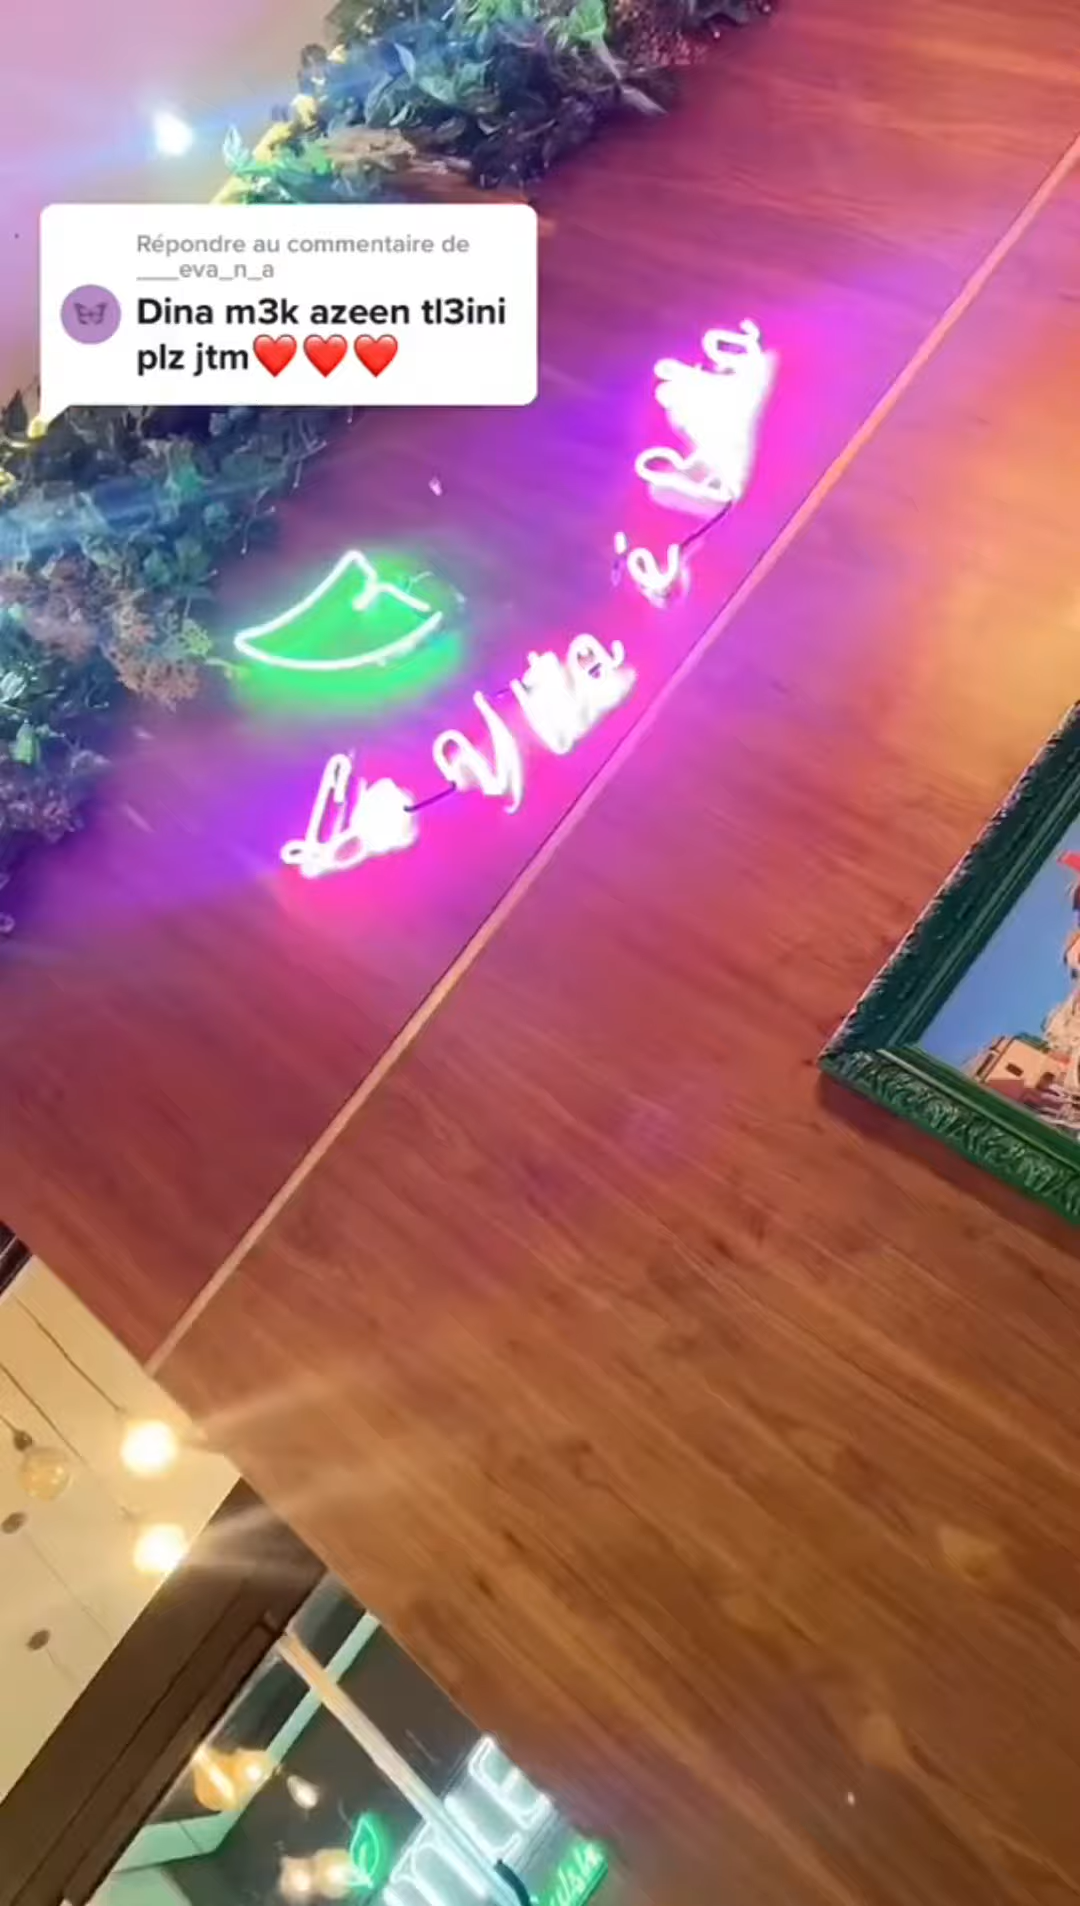 Répondre au commentaire de
___eva_n_a
Dina m3k azeen tl3ini
plz jtm❤️❤️❤️
La Vita
è Bella